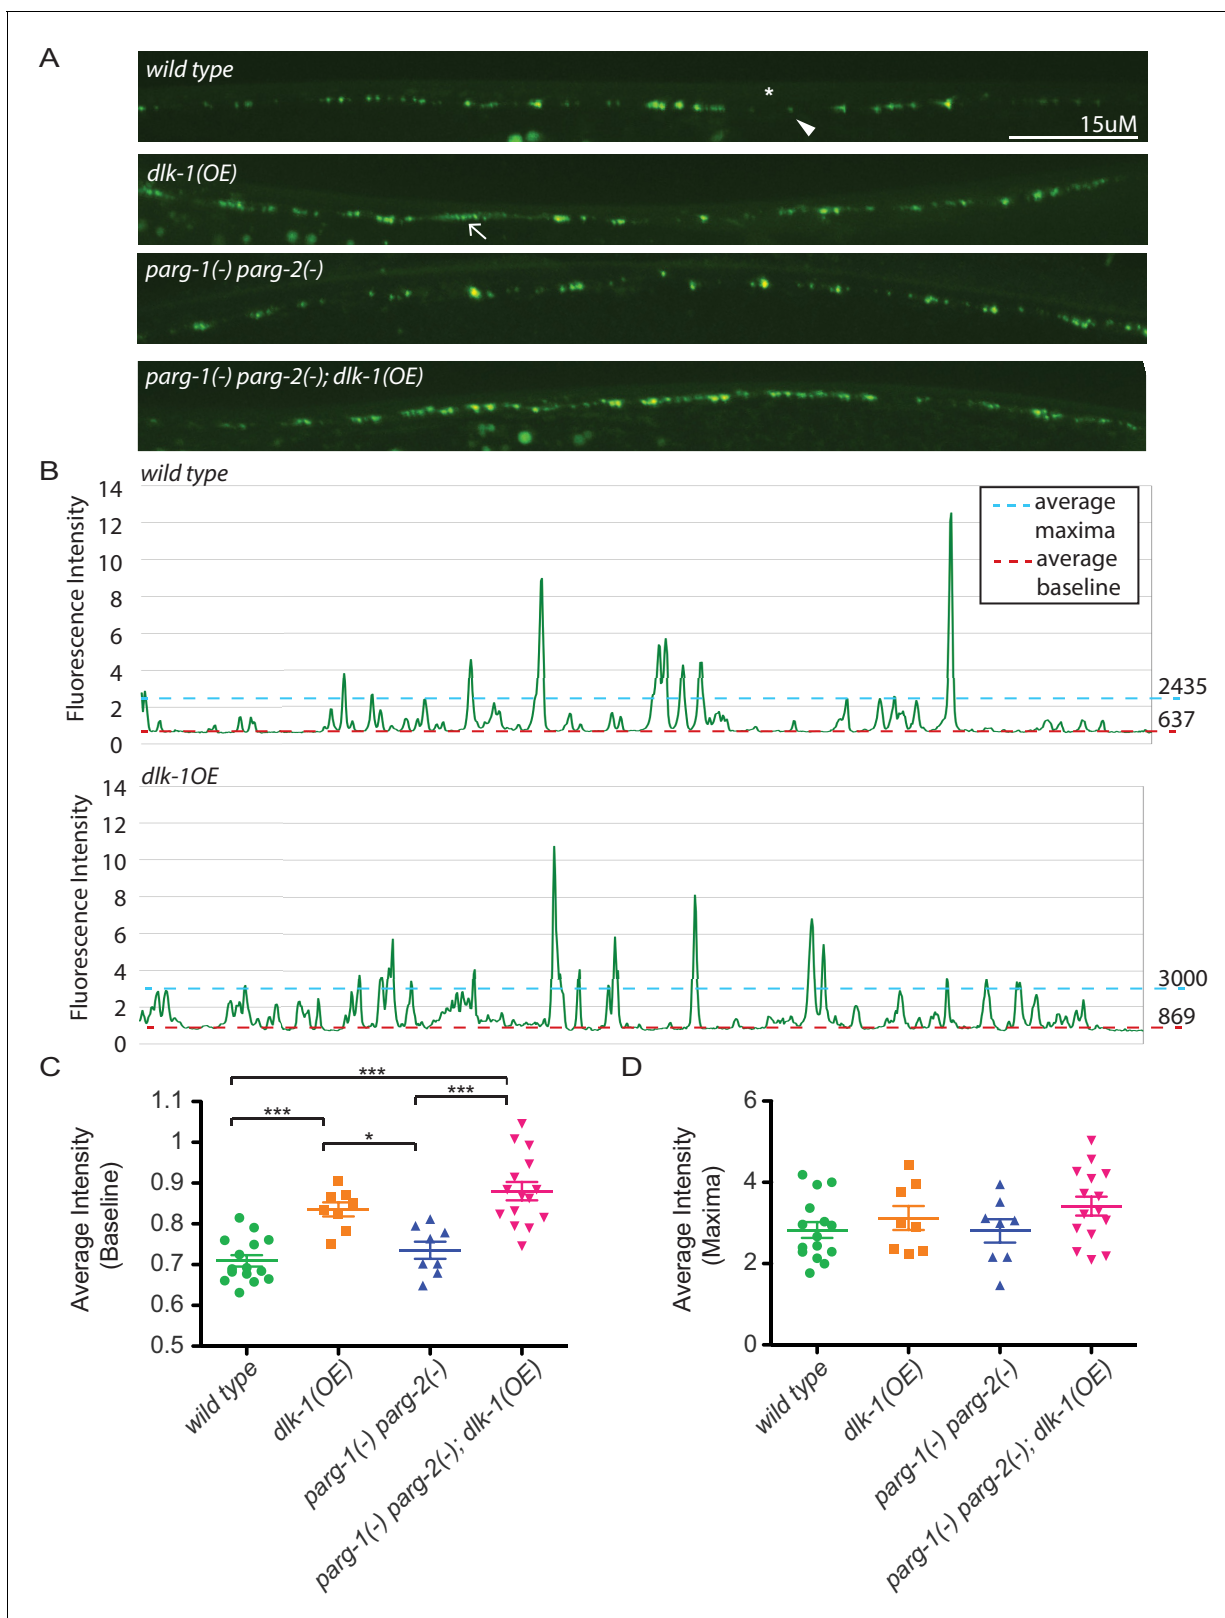 A
wild type
*
15uM
dlk-1(OE)
parg-1(-) parg-2(-)
parg-1(-) parg-2(-); dlk-1(OE)
B
wild type
Fluorescence Intensity
14
12
10
8
6
4
2
0
average
maxima
average
baseline
2435
637
dlk-1OE
Fluorescence Intensity
14
12
10
8
6
4
2
0
3000
869
C
Average Intensity
(Baseline)
1.1
1
0.9
0.8
0.7
0.6
0.5
***
***
***
*
wild type
dlk-1(OE)
parg-1(-) parg-2(-)
parg-1(-) parg-2(-); dlk-1(OE)
D
Average Intensity
(Maxima)
6
4
2
0
wild type
dlk-1(OE)
parg-1(-) parg-2(-)
parg-1(-) parg-2(-); dlk-1(OE)